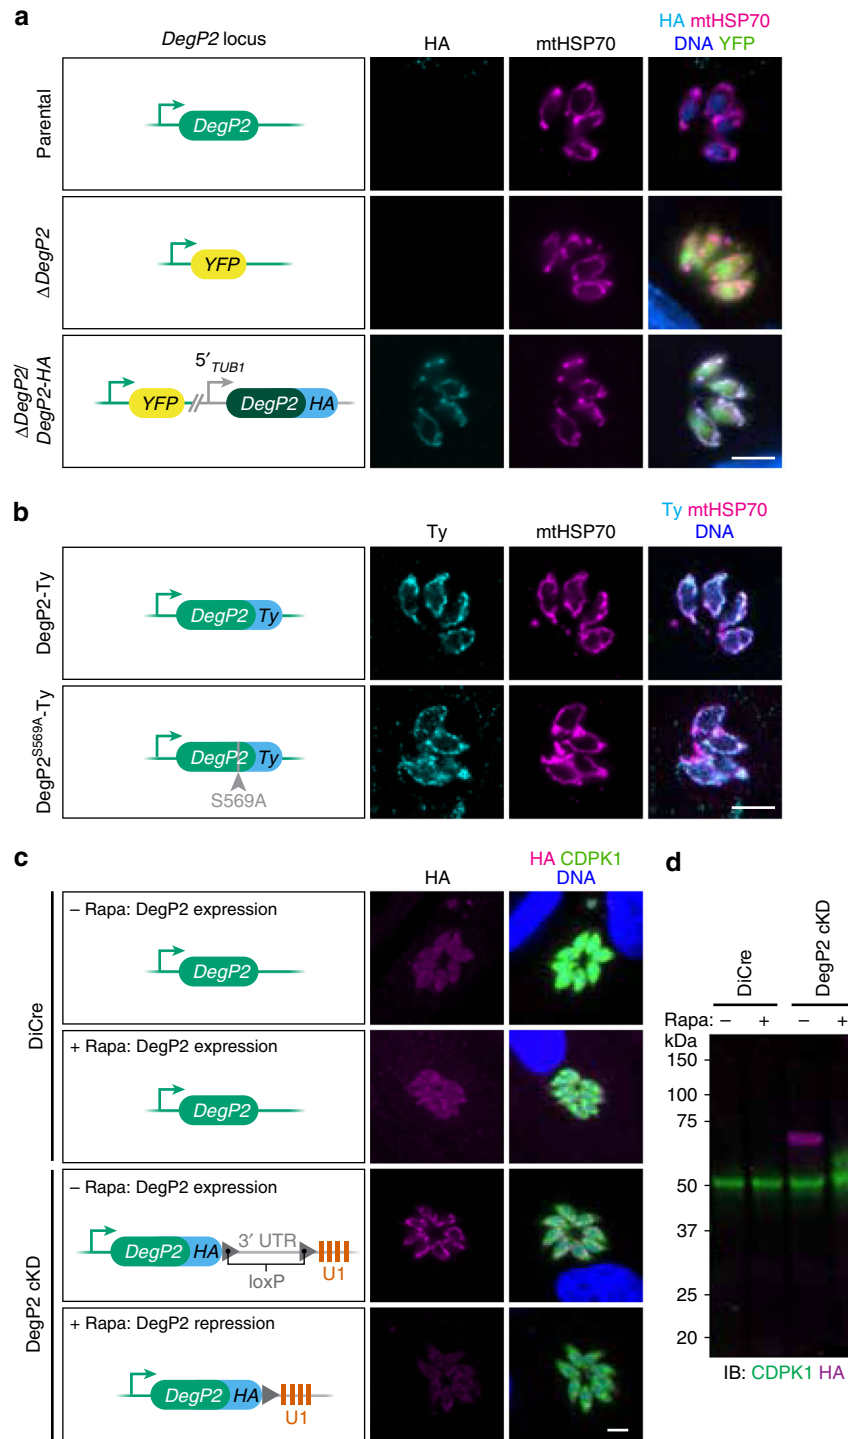 a
DegP2 locus
HA
mtHSP70
HA mtHSP70
DNA YFP
Parental
DegP2
ΔDegP2
YFP
ΔDegP2/
DegP2-HA
5′TUB1
YFP
DegP2
HA
b
Ty
mtHSP70
Ty mtHSP70
DNA
DegP2-Ty
DegP2 Ty
DegP2S569A-Ty
DegP2 Ty
S569A
c
HA
HA CDPK1
DNA
DiCre
– Rapa: DegP2 expression
DegP2
+ Rapa: DegP2 expression
DegP2
DegP2 cKD
– Rapa: DegP2 expression
DegP2 HA
3′ UTR
loxP
U1
+ Rapa: DegP2 repression
DegP2 HA
U1
d
DiCre
DegP2 cKD
Rapa: – + – +
kDa
150
100
75
50
37
25
20
IB: CDPK1 HA